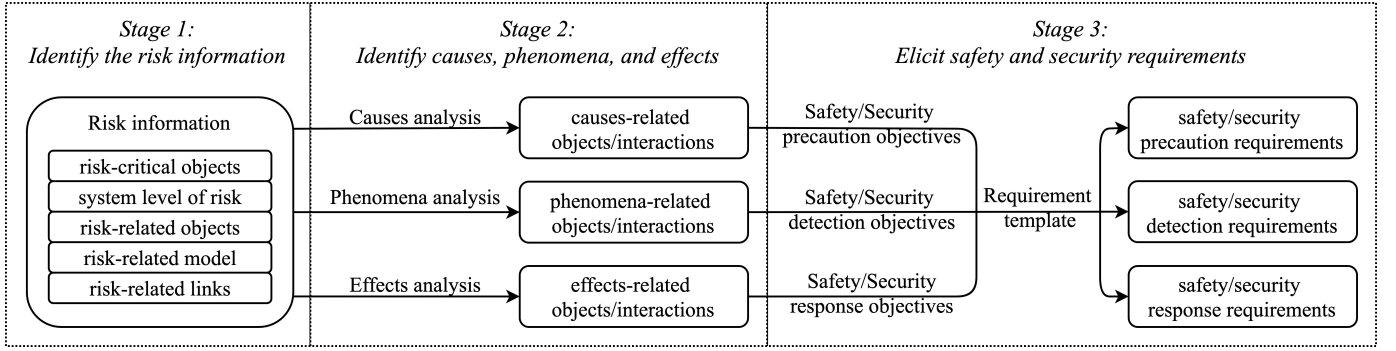 Stage 1:
Identify the risk information
Stage 2:
Identify causes, phenomena, and effects
Stage 3:
Elicit safety and security requirements
Risk information
risk-critical objects
system level of risk
risk-related objects
risk-related model
risk-related links
Causes analysis
Phenomena analysis
Effects analysis
causes-related
objects/interactions
phenomena-related
objects/interactions
effects-related
objects/interactions
Safety/Security
precaution objectives
Safety/Security
detection objectives
Safety/Security
response objectives
Requirement
template
safety/security
precaution requirements
safety/security
detection requirements
safety/security
response requirements